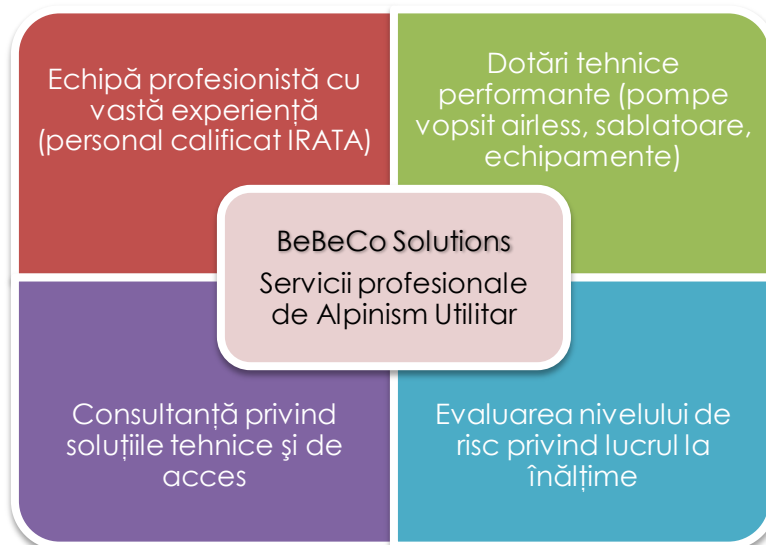 Echipă profesionistă cu
vastă experiență
(personal calificat IRATA)
Dotări tehnice
performante (pompe
vopsit airless, sablatoare,
echipamente)
BeBeCo Solutions
Servicii profesionale
de Alpinism Utilitar
Consultanță privind
soluțiile tehnice şi de
acces
Evaluarea nivelului de
risc privind lucrul la
înălțime